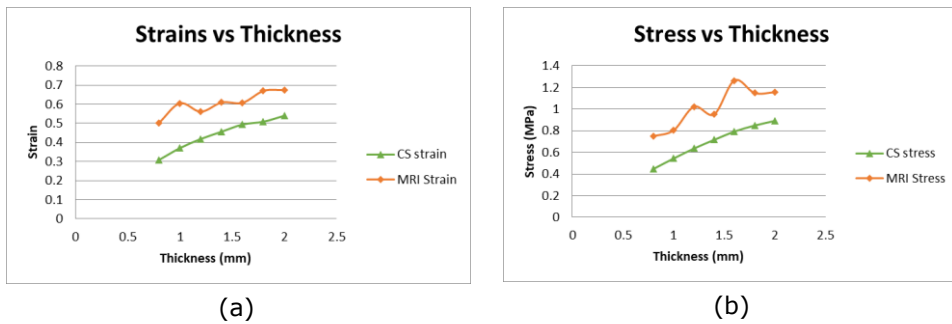 Strains vs Thickness
0.8
0.7
0.6
0.5
0.4
0.3
0.2
0.1
0
Strain
0 0.5 1 1.5 2 2.5
Thickness (mm)
CS strain
MRI Strain
(a)
Stress vs Thickness
1.4
1.2
1
0.8
0.6
0.4
0.2
0
Stress (MPa)
0 0.5 1 1.5 2 2.5
Thickness (mm)
CS stress
MRI Stress
(b)